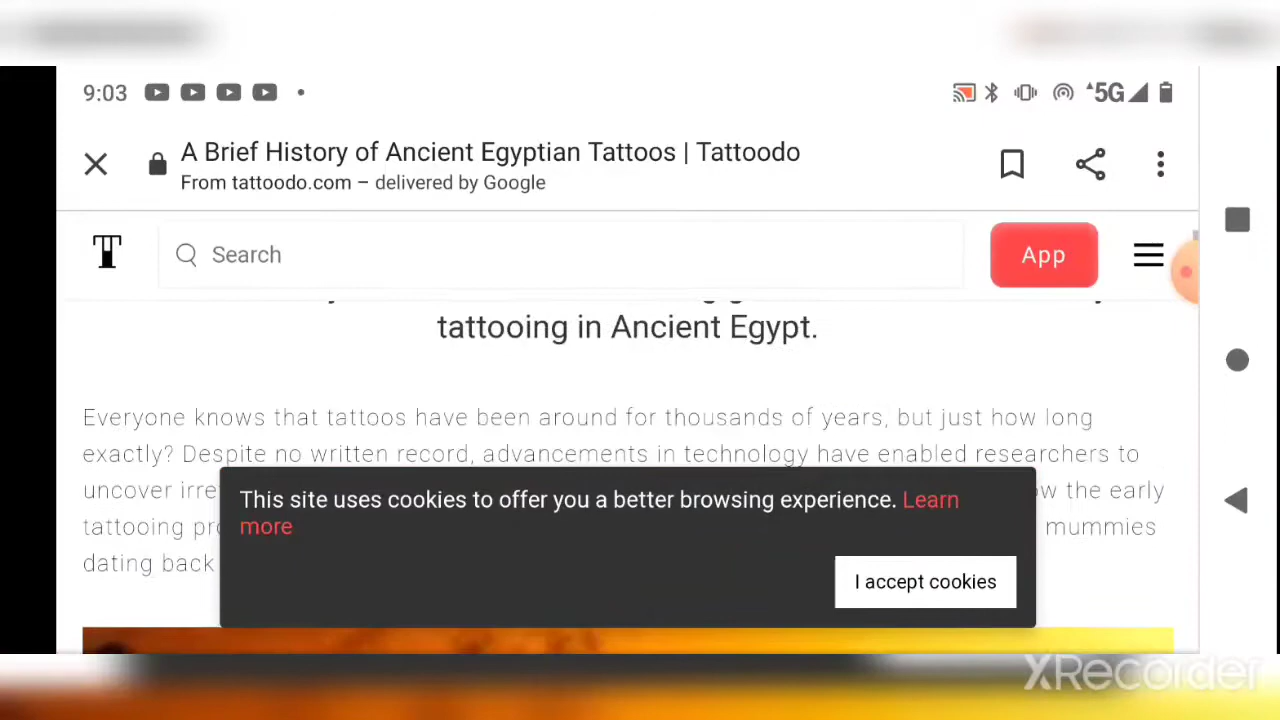 9:03
5G
A Brief History of Ancient Egyptian Tattoos | Tattoodo
From tattoodo.com – delivered by Google
Search
App
tattooing in Ancient Egypt.
Everyone knows that tattoos have been around for thousands of years, but just how long
exactly? Despite no written record, advancements in technology have enabled researchers to
uncover the early
tattooing mummies
dating back
This site uses cookies to offer you a better browsing experience. Learn
more
I accept cookies
XRecorder